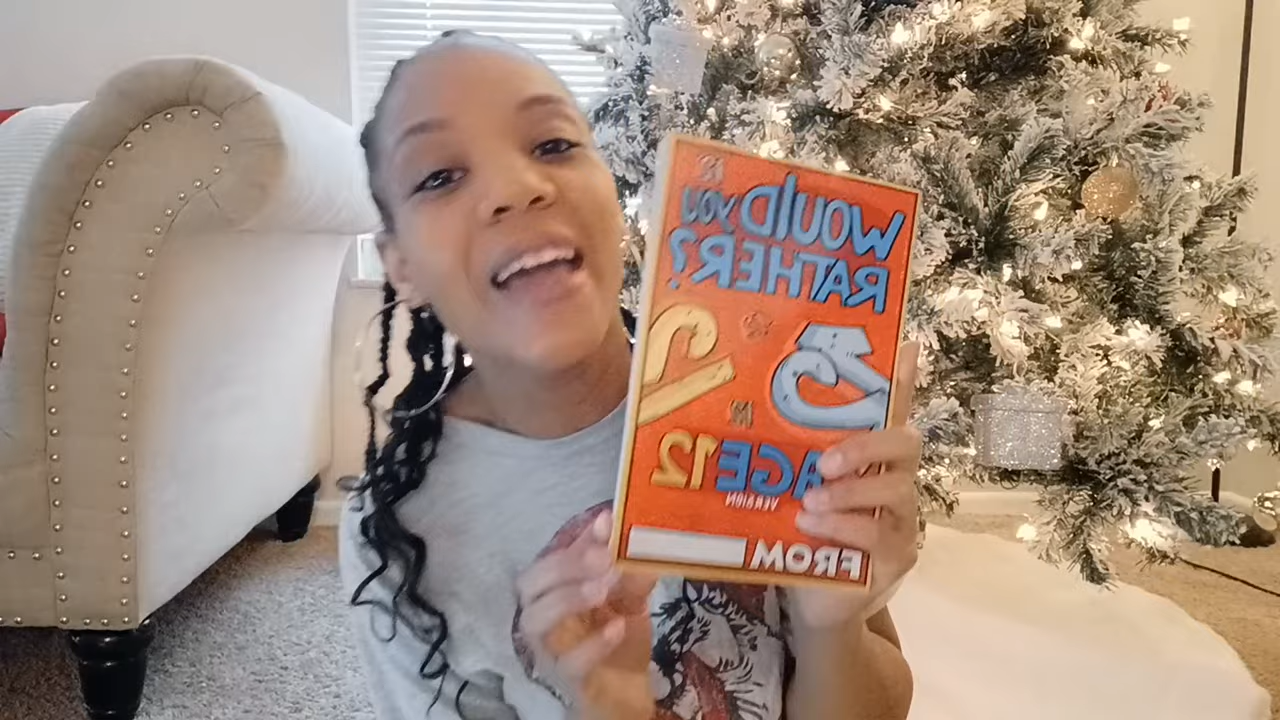 WOULD you
RATHER?
AGE 12
VERSION
FROM